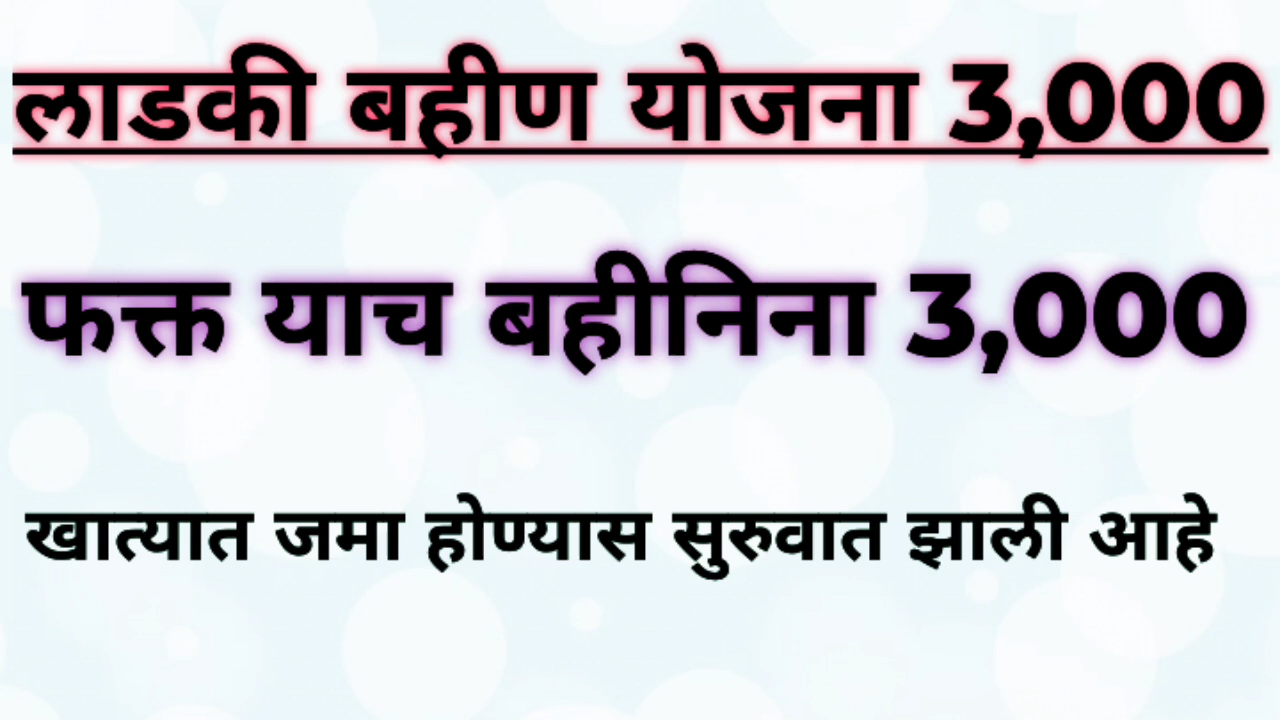 लाडकी बहीण योजना 3,000
फक्त याच बहीनिना 3,000
खात्यात जमा होण्यास सुरुवात झाली आहे